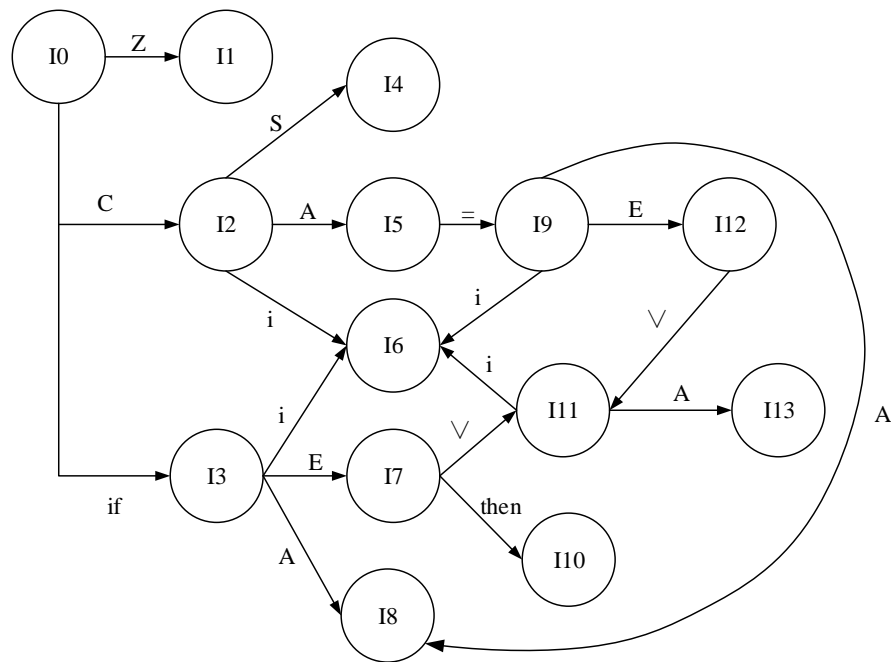 I0
Z
I1
I4
S
C
I2
A
I5
=
I9
E
I12
i
i
I6
∨
i
I11
A
I13
A
i
∨
I3
E
I7
if
then
A
I10
I8